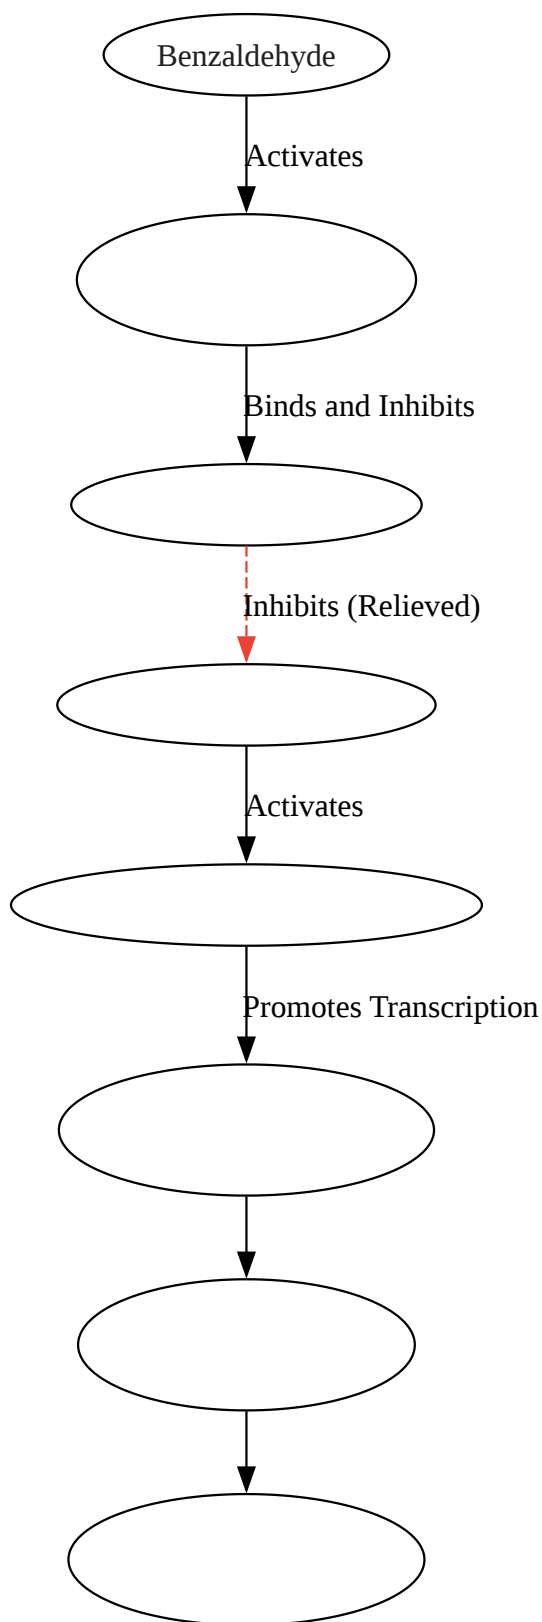 Benzaldehyde
Activates
Binds and Inhibits
Inhibits (Relieved)
Activates
Promotes Transcription